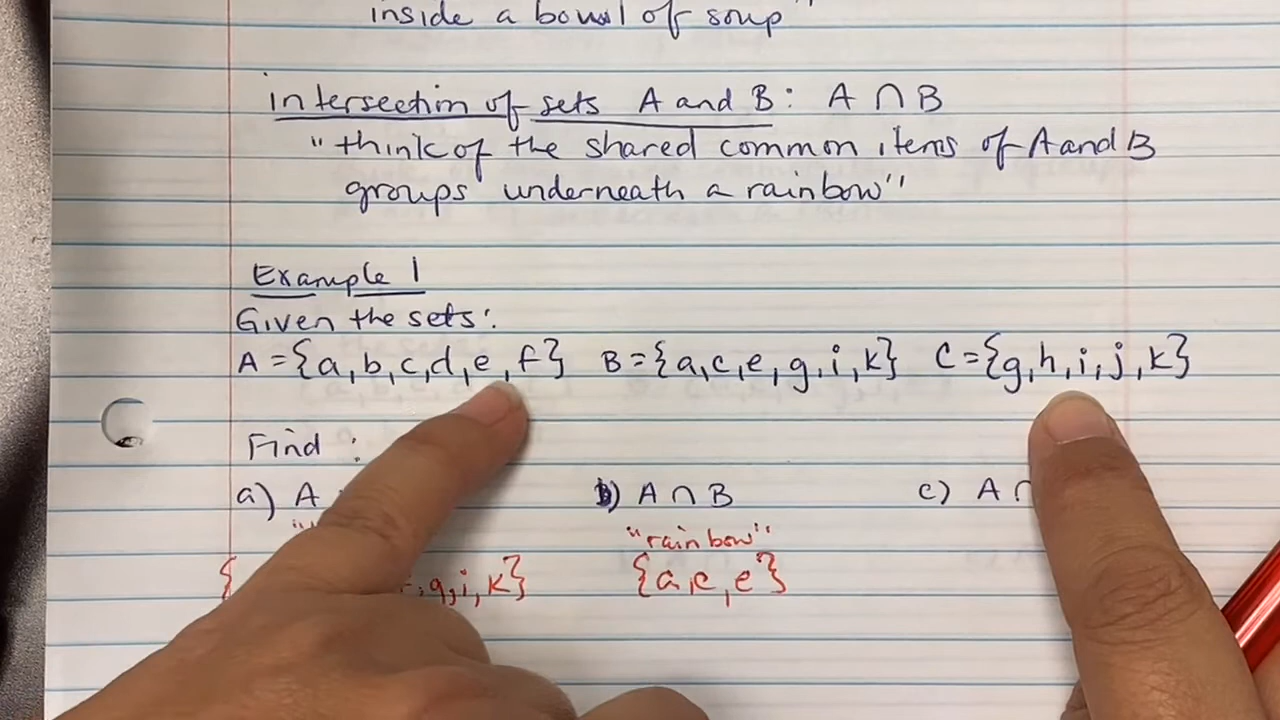 inside a bowl of soup"
intersection of sets A and B: A ∩ B
"think of the shared common items of A and B
groups underneath a rainbow"
Example 1
Given the sets:
A = {a, b, c, d, e, f} B = {a, c, e, g, i, k} C = {g, h, i, j, k}
Find :
a) A b) A ∩ B c) A ∩
"rainbow"
{ g, i, k} {a, c, e}